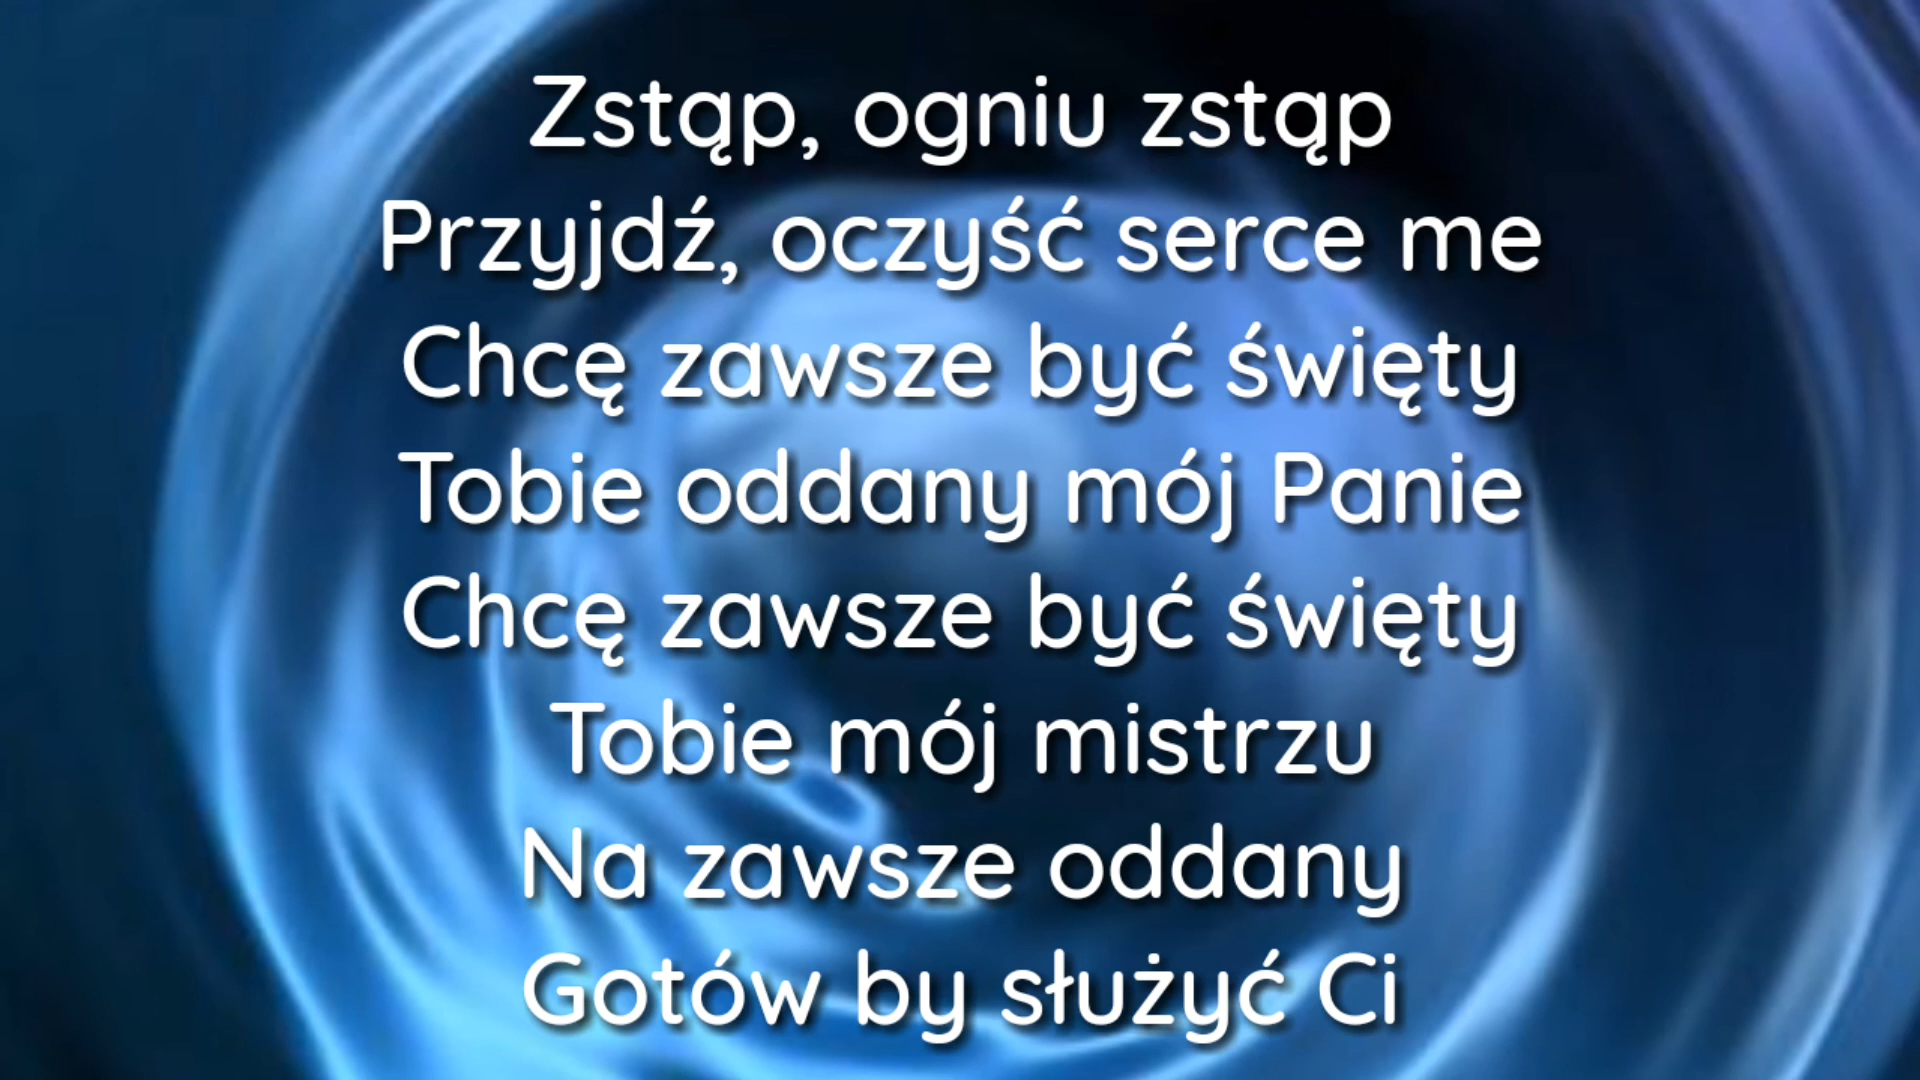 Zstąp, ogniu zstąp
Przyjdź, oczyść serce me
Chcę zawsze być święty
Tobie oddany mój Panie
Chcę zawsze być święty
Tobie mój mistrzu
Na zawsze oddany
Gotów by służyć Ci